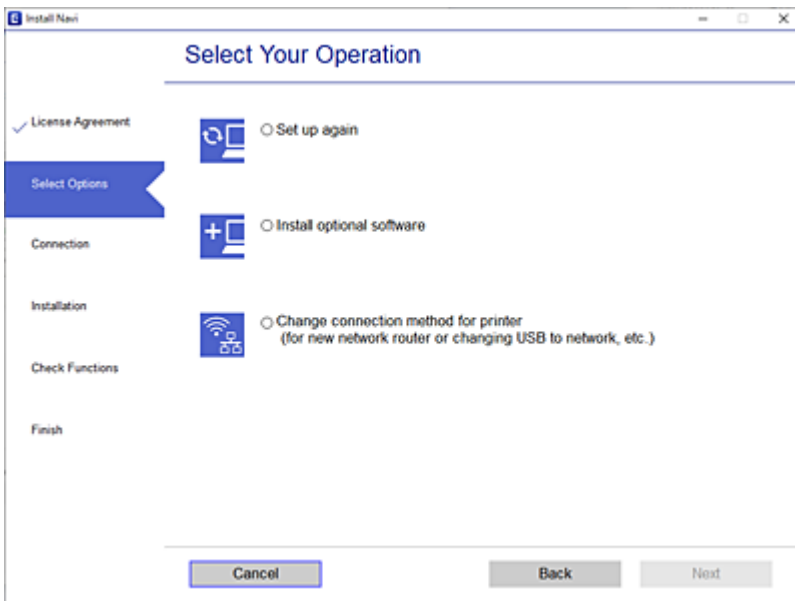 Install Navi
Select Your Operation
License Agreement
Select Options
Connection
Installation
Check Functions
Finish
Set up again
Install optional software
Change connection method for printer
(for new network router or changing USB to network, etc.)
Cancel
Back
Next